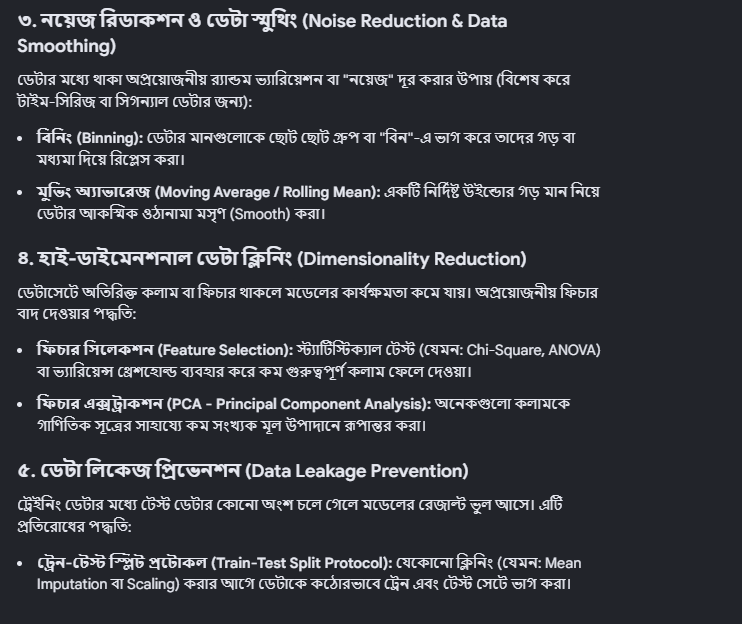 ৩. নয়েজ রিডাকশন ও ডেটা স্মুথিং (Noise Reduction & Data
Smoothing)
ডেটার মধ্যে থাকা অপ্রয়োজনীয় র‍্যান্ডম ভ্যারিয়েশন বা "নয়েজ" দূর করার উপায় (বিশেষ করে
টাইম-সিরিজ বা সিগন্যাল ডেটার জন্য):
• বিনিং (Binning): ডেটার মানগুলোকে ছোট ছোট গ্রুপ বা "বিন"-এ ভাগ করে তাদের গড় বা
মধ্যমা দিয়ে রিপ্লেস করা।
• মুভিং অ্যাভারেজ (Moving Average / Rolling Mean): একটি নির্দিষ্ট উইন্ডোর গড় মান নিয়ে
ডেটার আকস্মিক ওঠানামা মসৃণ (Smooth) করা।
৪. হাই-ডাইমেনশনাল ডেটা ক্লিনিং (Dimensionality Reduction)
ডেটাসেটে অতিরিক্ত কলাম বা ফিচার থাকলে মডেলের কার্যক্ষমতা কমে যায়। অপ্রয়োজনীয় ফিচার
বাদ দেওয়ার পদ্ধতি:
• ফিচার সিলেকশন (Feature Selection): স্ট্যাটিস্টিক্যাল টেস্ট (যেমন: Chi-Square, ANOVA)
বা ভ্যারিয়েন্স থ্রেশহোল্ড ব্যবহার করে কম গুরুত্বপূর্ণ কলাম ফেলে দেওয়া।
• ফিচার এক্সট্রাকশন (PCA - Principal Component Analysis): অনেকগুলো কলামকে
গাণিতিক সূত্রের সাহায্যে কম সংখ্যক মূল উপাদানে রূপান্তর করা।
৫. ডেটা লিকেজ প্রিভেনশন (Data Leakage Prevention)
ট্রেইনিং ডেটার মধ্যে টেস্ট ডেটার কোনো অংশ চলে গেলে মডেলের রেজাল্ট ভুল আসে। এটি
প্রতিরোধের পদ্ধতি:
• ট্রেন-টেস্ট স্প্লিট প্রটোকল (Train-Test Split Protocol): যেকোনো ক্লিনিং (যেমন: Mean
Imputation বা Scaling) করার আগে ডেটাকে কঠোরভাবে ট্রেন এবং টেস্ট সেটে ভাগ করা।